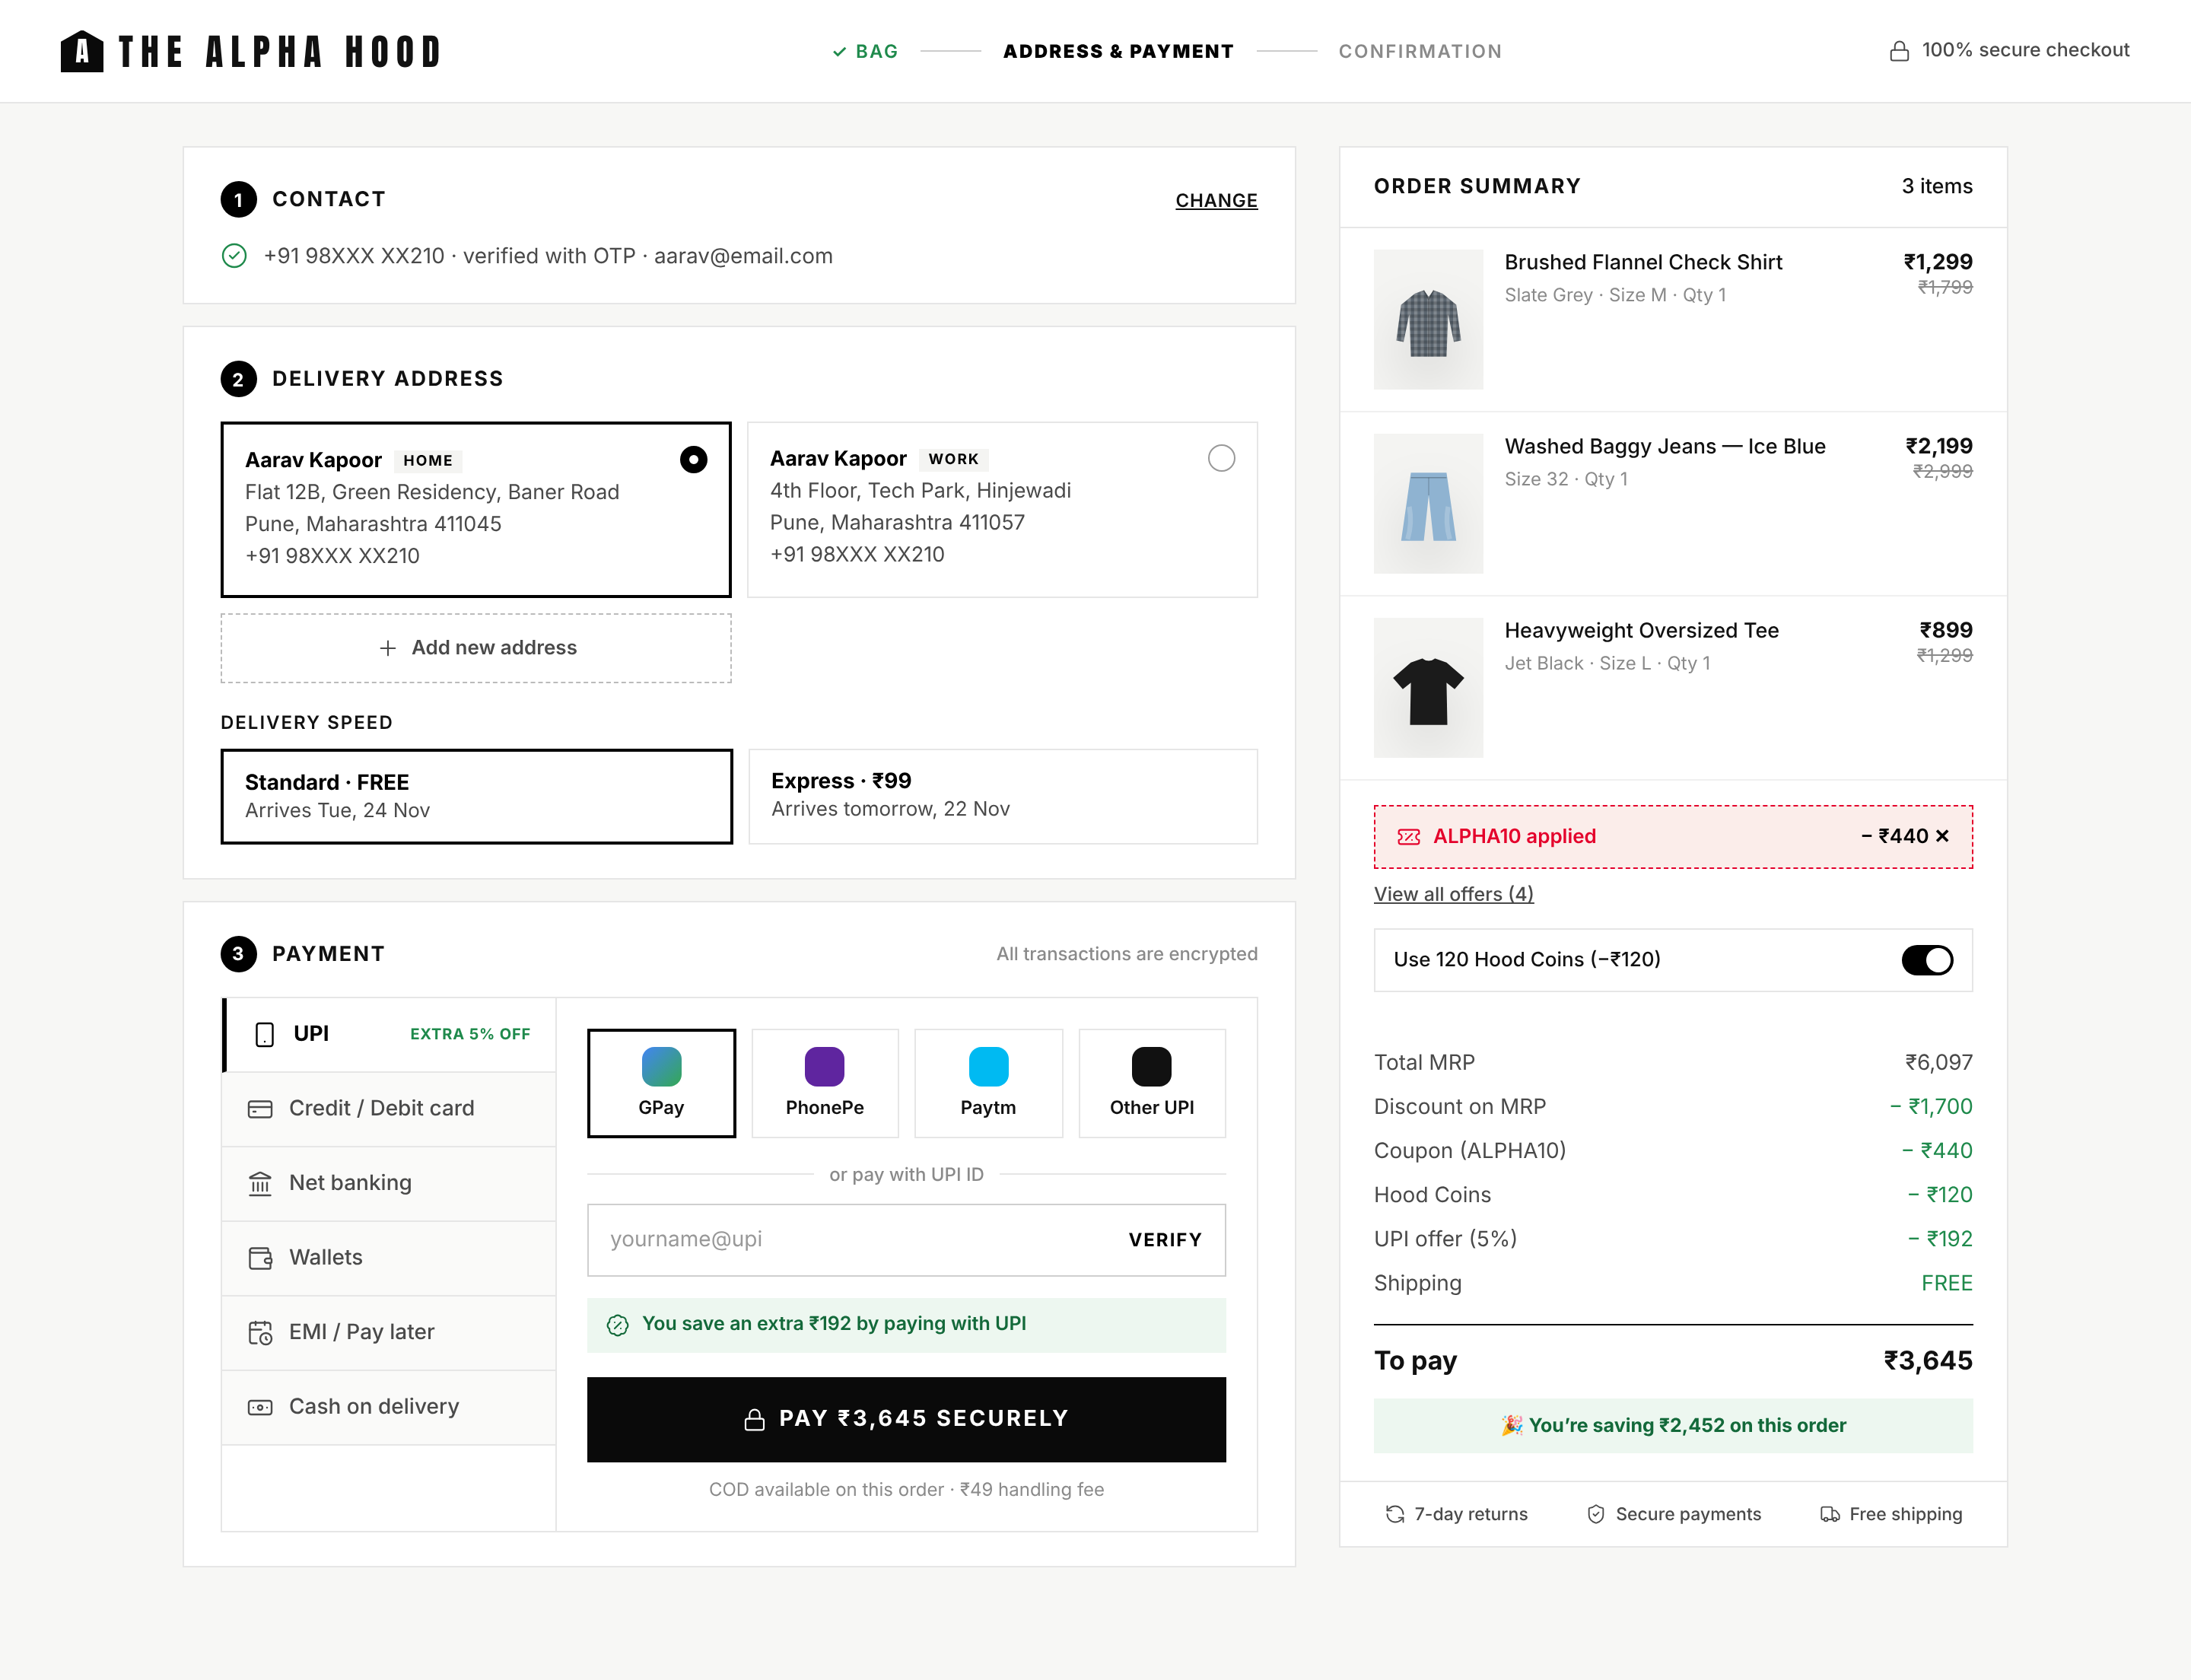 A THE ALPHA HOOD
✓ BAG
ADDRESS & PAYMENT
CONFIRMATION
100% secure checkout
1 CONTACT
CHANGE
+91 98XXX XX210 · verified with OTP · aarav@email.com
2 DELIVERY ADDRESS
Aarav Kapoor HOME
Flat 12B, Green Residency, Baner Road
Pune, Maharashtra 411045
+91 98XXX XX210
Aarav Kapoor WORK
4th Floor, Tech Park, Hinjewadi
Pune, Maharashtra 411057
+91 98XXX XX210
+ Add new address
DELIVERY SPEED
Standard · FREE
Arrives Tue, 24 Nov
Express · ₹99
Arrives tomorrow, 22 Nov
3 PAYMENT
All transactions are encrypted
UPI EXTRA 5% OFF
Credit / Debit card
Net banking
Wallets
EMI / Pay later
Cash on delivery
GPay
PhonePe
Paytm
Other UPI
or pay with UPI ID
yourname@upi VERIFY
You save an extra ₹192 by paying with UPI
PAY ₹3,645 SECURELY
COD available on this order · ₹49 handling fee
ORDER SUMMARY 3 items
Brushed Flannel Check Shirt ₹1,299
Slate Grey · Size M · Qty 1 ₹1,799
Washed Baggy Jeans — Ice Blue ₹2,199
Size 32 · Qty 1 ₹2,999
Heavyweight Oversized Tee ₹899
Jet Black · Size L · Qty 1 ₹1,299
ALPHA10 applied − ₹440 ✕
View all offers (4)
Use 120 Hood Coins (−₹120)
Total MRP ₹6,097
Discount on MRP − ₹1,700
Coupon (ALPHA10) − ₹440
Hood Coins − ₹120
UPI offer (5%) − ₹192
Shipping FREE
To pay ₹3,645
🎉 You’re saving ₹2,452 on this order
7-day returns
Secure payments
Free shipping